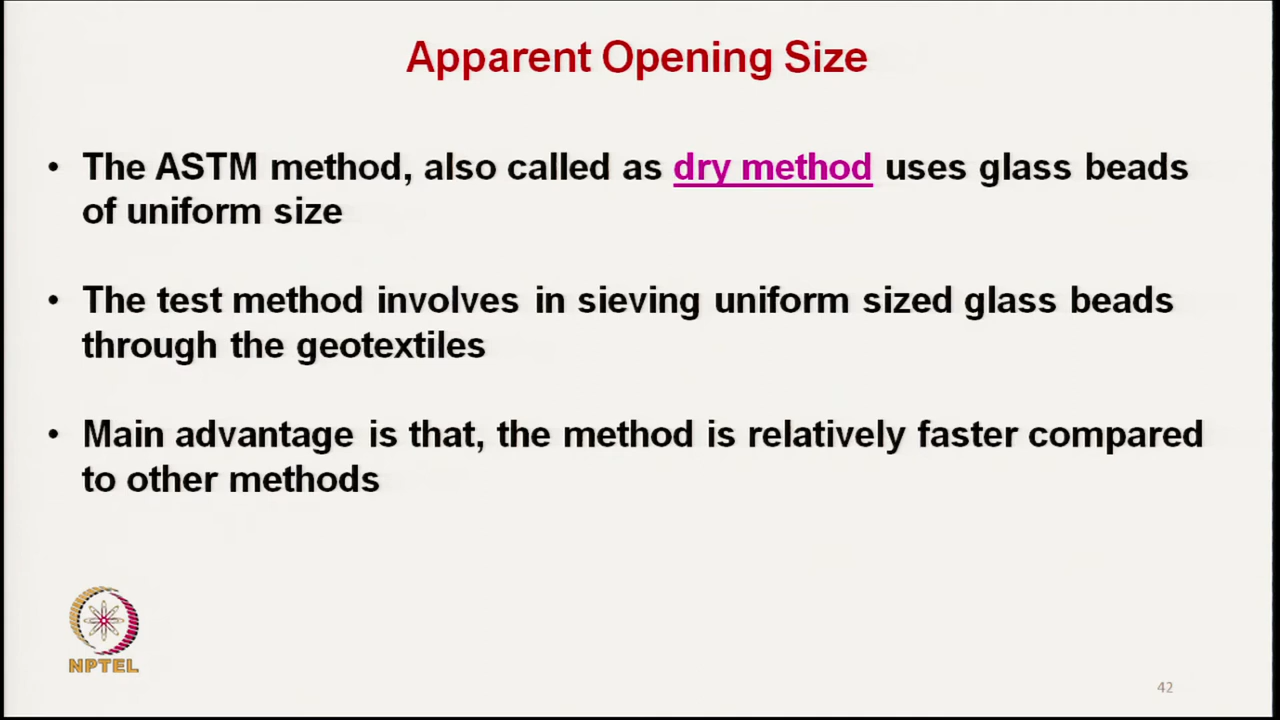 Apparent Opening Size
• The ASTM method, also called as dry method uses glass beads
of uniform size
• The test method involves in sieving uniform sized glass beads
through the geotextiles
• Main advantage is that, the method is relatively faster compared
to other methods
NPTEL
42